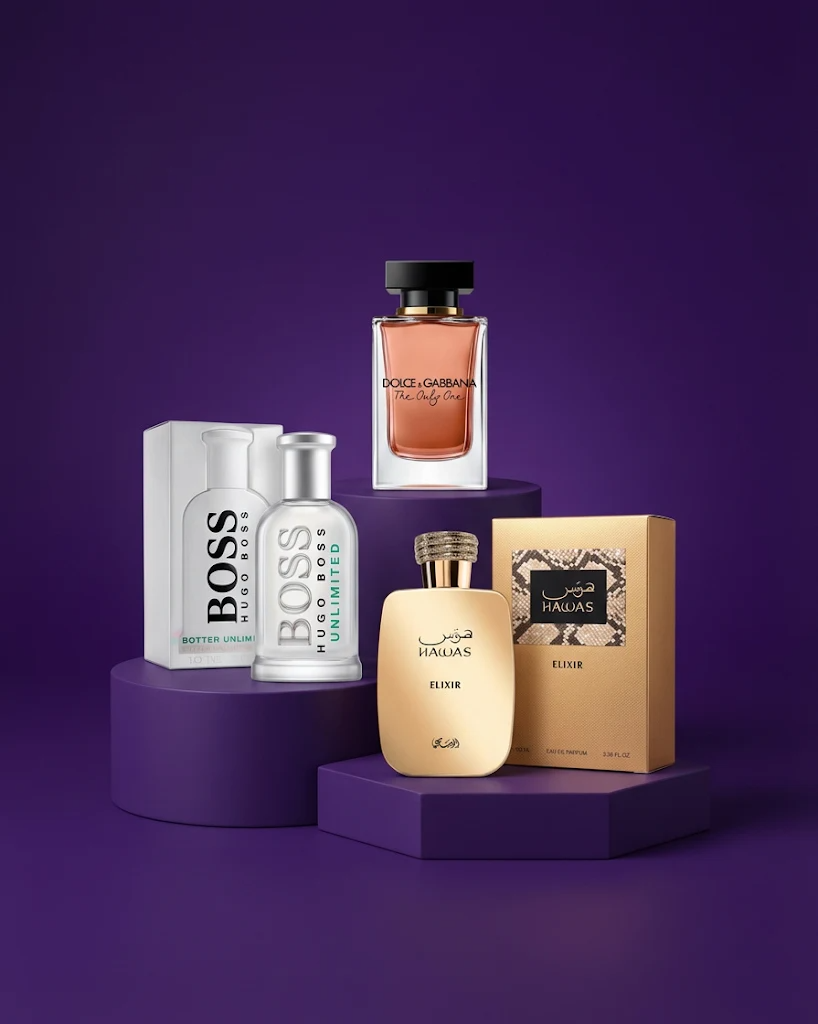 DOLCE & GABBANA
The Only One
BOSS
HUGO BOSS
BOTTER UNLIMI
BOSS
HUGO BOSS
UNLIMITED
هوس
HAWAS
ELIXIR
هوس
HAWAS
ELIXIR
EAU DE PARFUM 3.38 FL.OZ